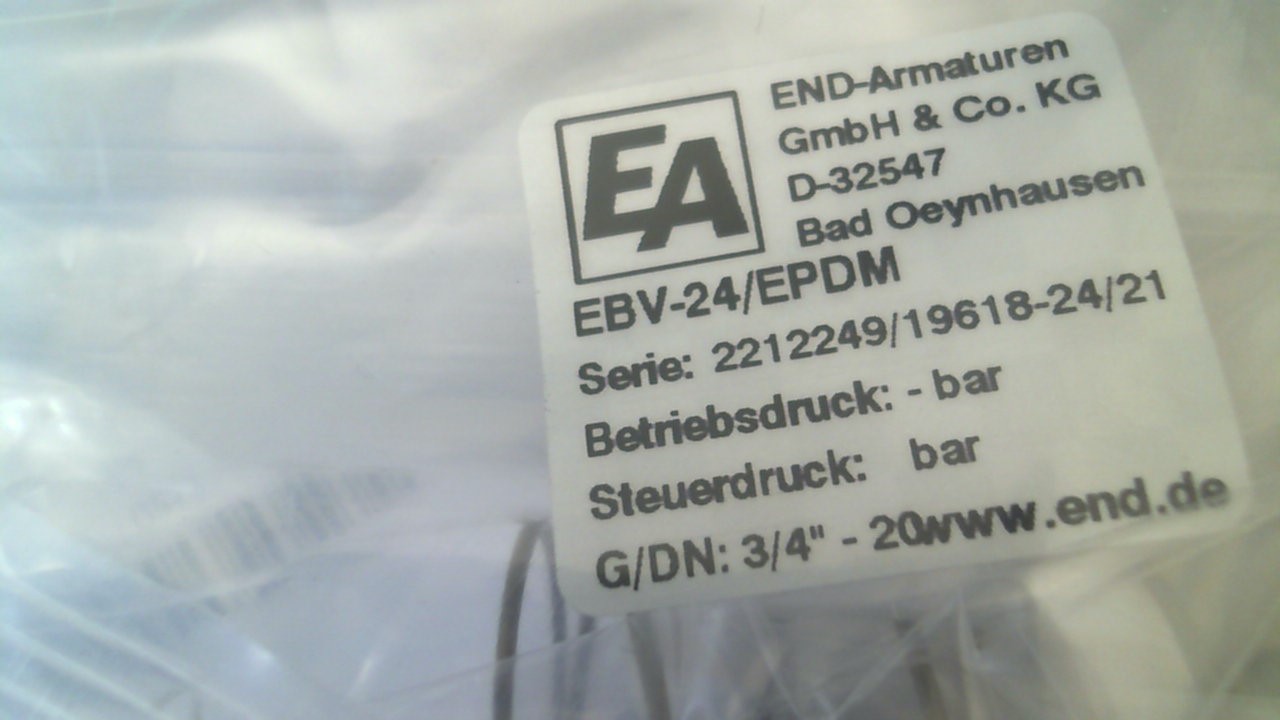 EA
END-Armaturen
GmbH & Co. KG
D-32547
Bad Oeynhausen
EBV-24/EPDM
Serie: 2212249/19618-24/21
Betriebsdruck: - bar
Steuerdruck: bar
G/DN: 3/4" - 20www.end.de